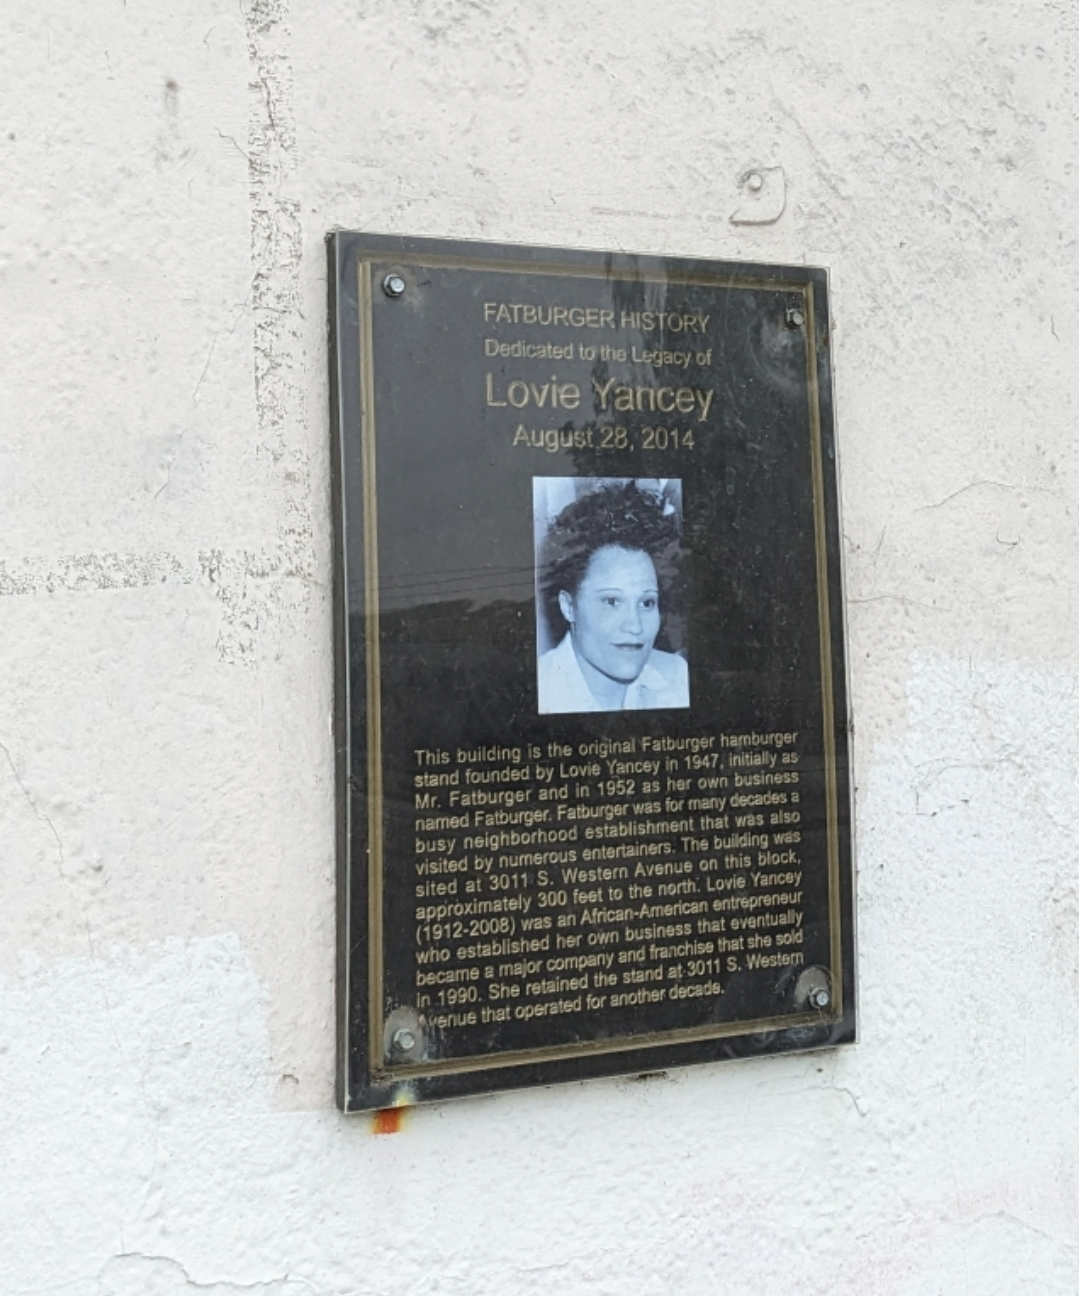 FATBURGER HISTORY
Dedicated to the Legacy of
Lovie Yancey
August 28, 2014
This building is the original Fatburger hamburger
stand founded by Lovie Yancey in 1947, initially as
Mr. Fatburger and in 1952 as her own business
named Fatburger. Fatburger was for many decades a
busy neighborhood establishment that was also
visited by numerous entertainers. The building was
sited at 3011 S. Western Avenue on this block,
approximately 300 feet to the north. Lovie Yancey
(1912-2008) was an African-American entrepreneur
who established her own business that eventually
became a major company and franchise that she sold
in 1990. She retained the stand at 3011 S. Western
Avenue that operated for another decade.